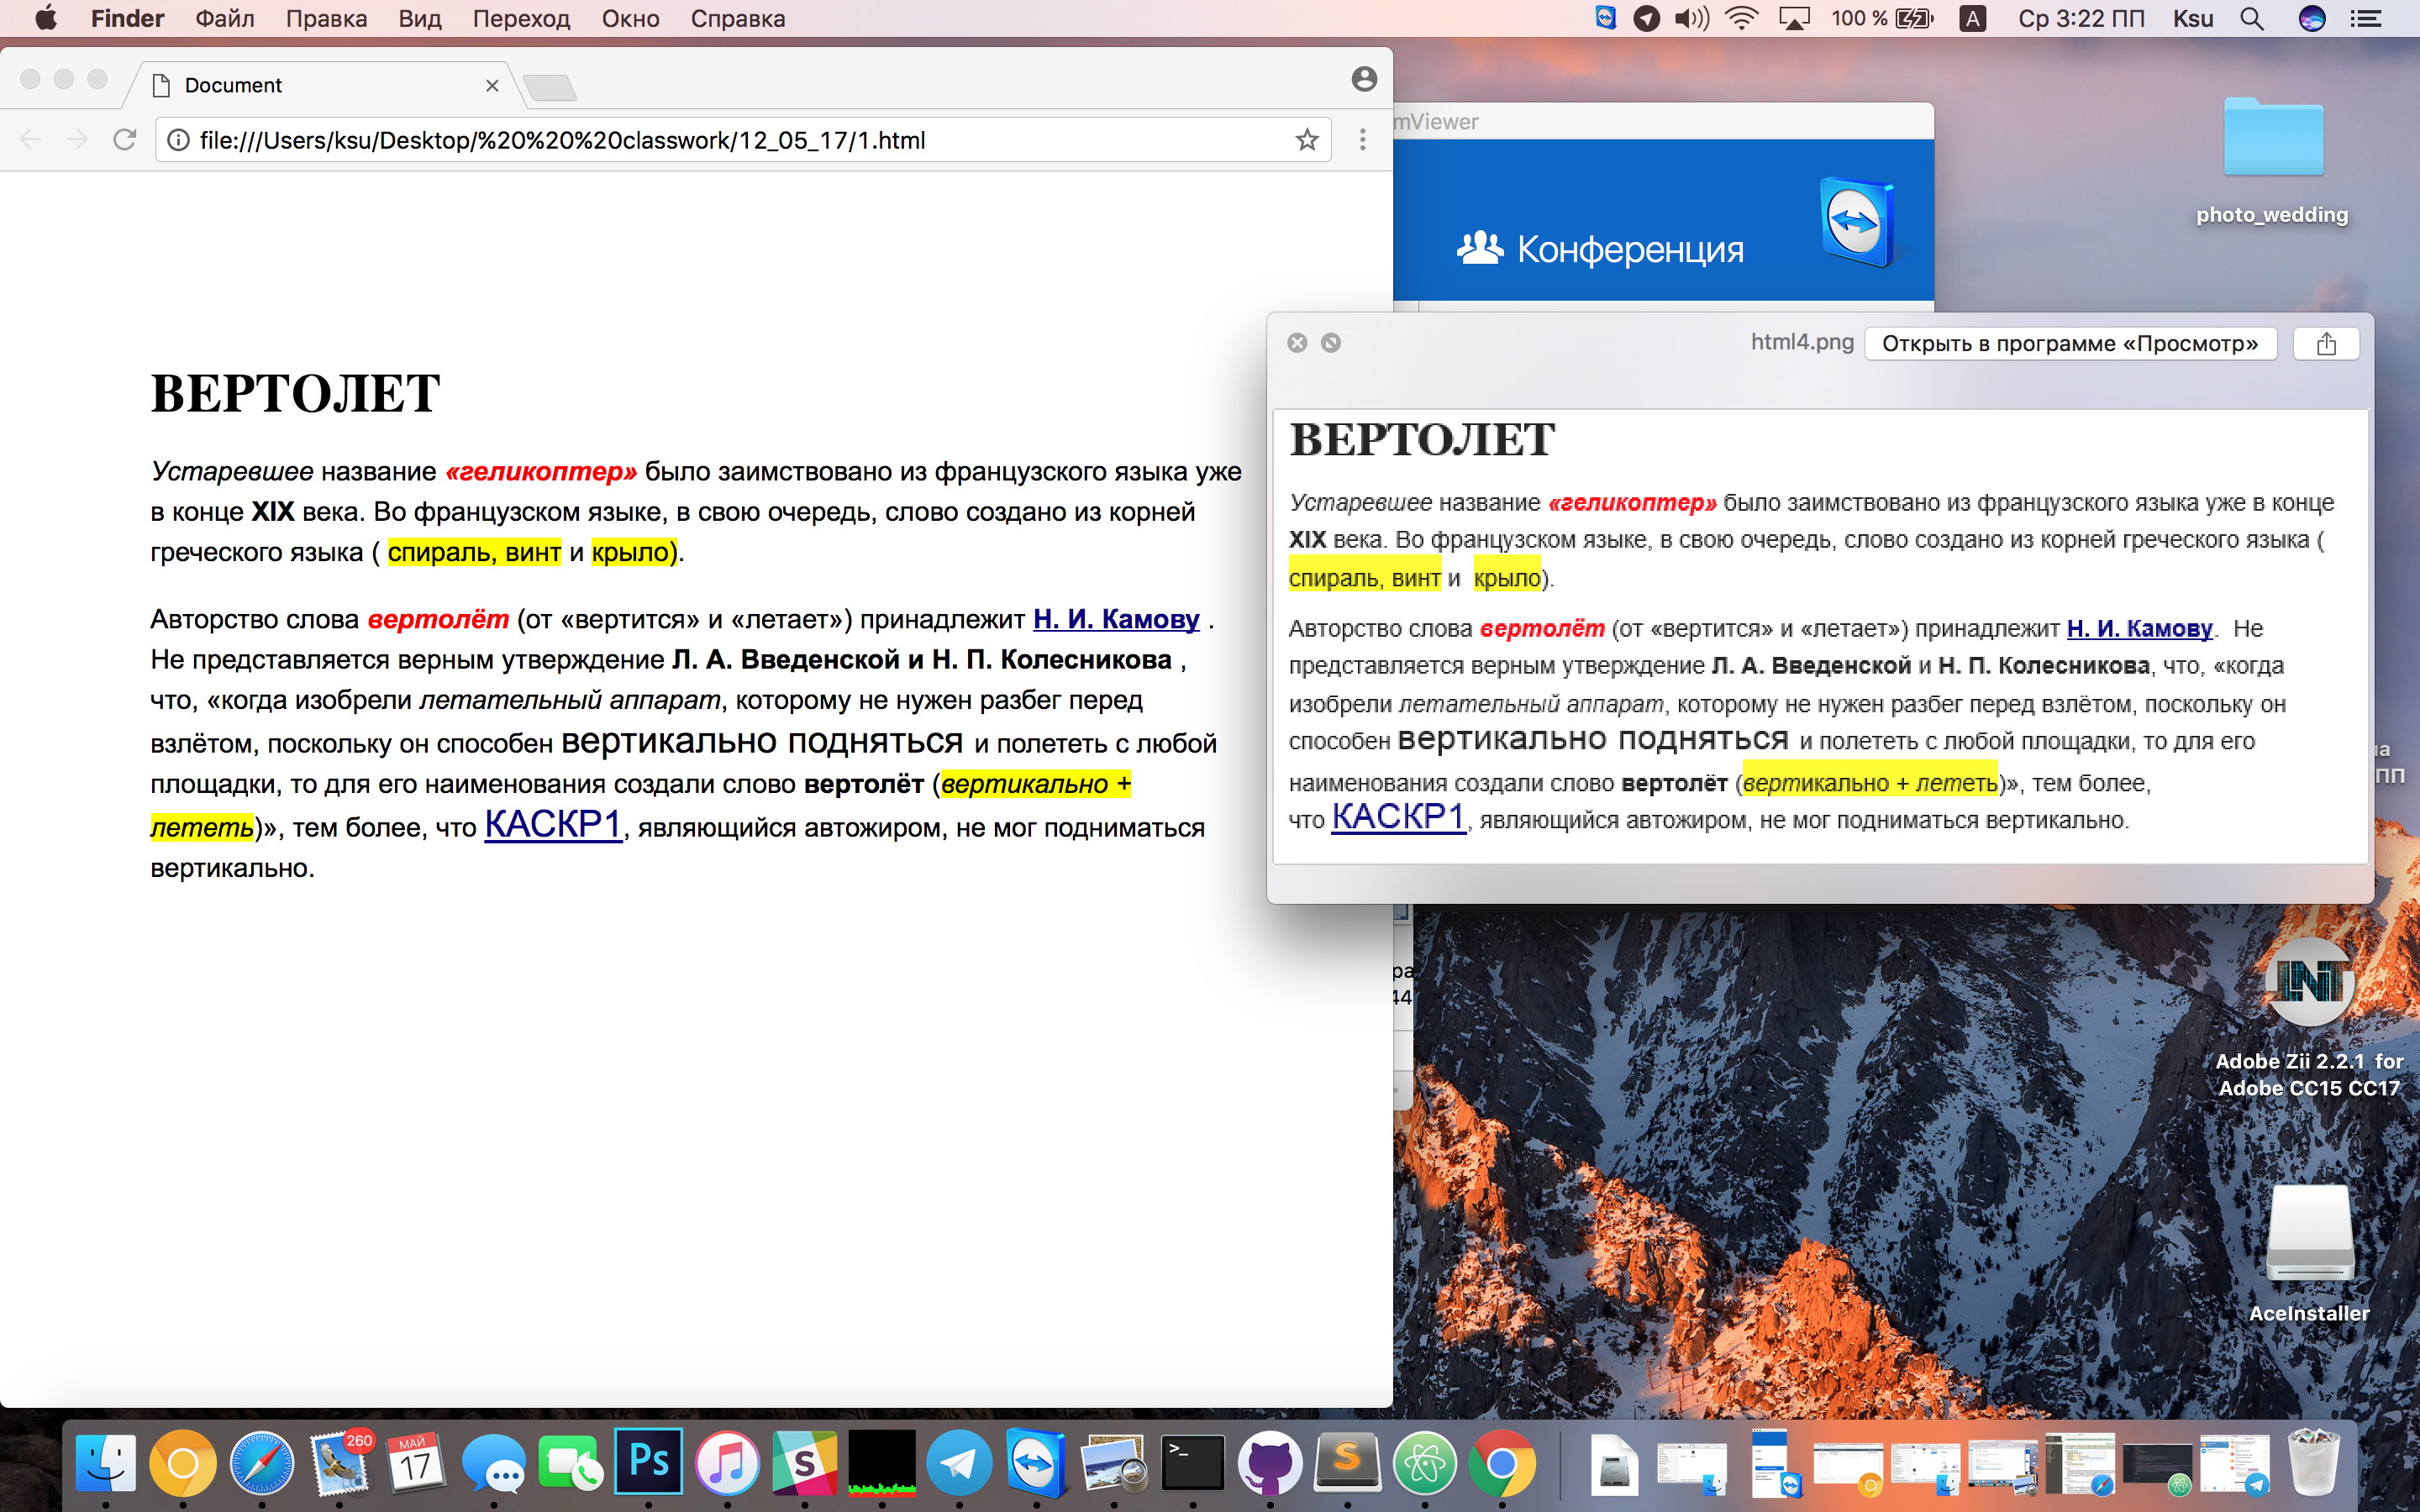 Finder Файл Правка Вид Переход Окно Справка 100 % A Ср 3:22 ПП Ksu
Document
file:///Users/ksu/Desktop/%20%20%20classwork/12_05_17/1.html
ВЕРТОЛЕТ
Устаревшее название «геликоптер» было заимствовано из французского языка уже
в конце XIX века. Во французском языке, в свою очередь, слово создано из корней
греческого языка ( спираль, винт и крыло).
Авторство слова вертолёт (от «вертится» и «летает») принадлежит Н. И. Камову .
Не представляется верным утверждение Л. А. Введенской и Н. П. Колесникова ,
что, «когда изобрели летательный аппарат, которому не нужен разбег перед
взлётом, поскольку он способен вертикально подняться и полететь с любой
площадки, то для его наименования создали слово вертолёт (вертикально +
лететь)», тем более, что КАСКР1, являющийся автожиром, не мог подниматься
вертикально.
mViewer
Конференция
html4.png Открыть в программе «Просмотр»
ВЕРТОЛЕТ
Устаревшее название «геликоптер» было заимствовано из французского языка уже в конце
XIX века. Во французском языке, в свою очередь, слово создано из корней греческого языка (
спираль, винт и крыло).
Авторство слова вертолёт (от «вертится» и «летает») принадлежит Н. И. Камову. Не
представляется верным утверждение Л. А. Введенской и Н. П. Колесникова, что, «когда
изобрели летательный аппарат, которому не нужен разбег перед взлётом, поскольку он
способен вертикально подняться и полететь с любой площадки, то для его
наименования создали слово вертолёт (вертикально + лететь)», тем более,
что КАСКР1, являющийся автожиром, не мог подниматься вертикально.
photo_wedding
ПП
ра
44
Adobe Zii 2.2.1 for
Adobe CC15 CC17
AceInstaller
260
МАЙ
17
Ps
S
>_
S